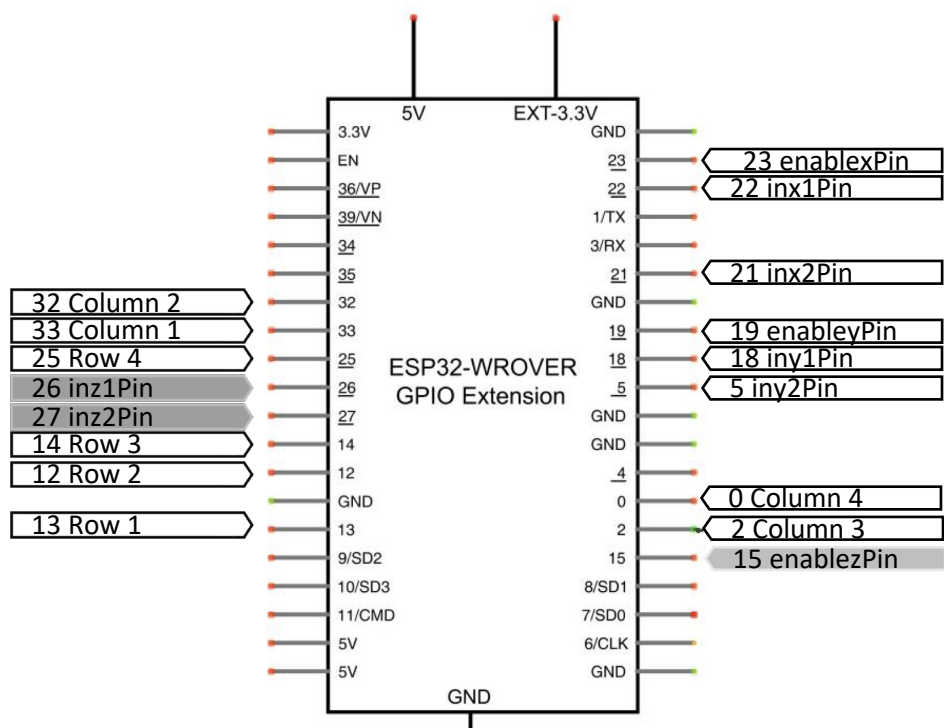 5V
EXT-3.3V
3.3V
GND
EN
23
23 enablexPin
36/VP
22
22 inx1Pin
39/VN
1/TX
34
3/RX
35
21
21 inx2Pin
32 Column 2
32
GND
33 Column 1
33
19
19 enableyPin
25 Row 4
25
18
18 iny1Pin
26 inz1Pin
26
5
5 iny2Pin
ESP32-WROVER
GPIO Extension
27 inz2Pin
27
GND
14 Row 3
14
GND
12 Row 2
12
4
GND
0
0 Column 4
13 Row 1
13
2
2 Column 3
9/SD2
15
15 enablezPin
10/SD3
8/SD1
11/CMD
7/SD0
5V
6/CLK
5V
GND
GND